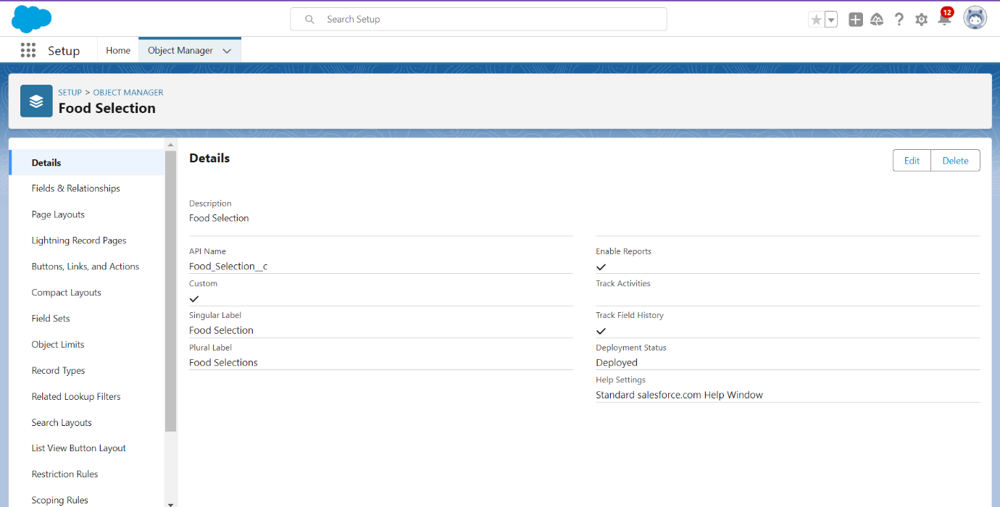 Search Setup
12
Setup
Home
Object Manager
SETUP > OBJECT MANAGER
Food Selection
Details
Fields & Relationships
Page Layouts
Lightning Record Pages
Buttons, Links, and Actions
Compact Layouts
Field Sets
Object Limits
Record Types
Related Lookup Filters
Search Layouts
List View Button Layout
Restriction Rules
Scoping Rules
Details
Edit
Delete
Description
Food Selection
API Name
Food_Selection__c
Custom
Singular Label
Food Selection
Plural Label
Food Selections
Enable Reports
Track Activities
Track Field History
Deployment Status
Deployed
Help Settings
Standard salesforce.com Help Window